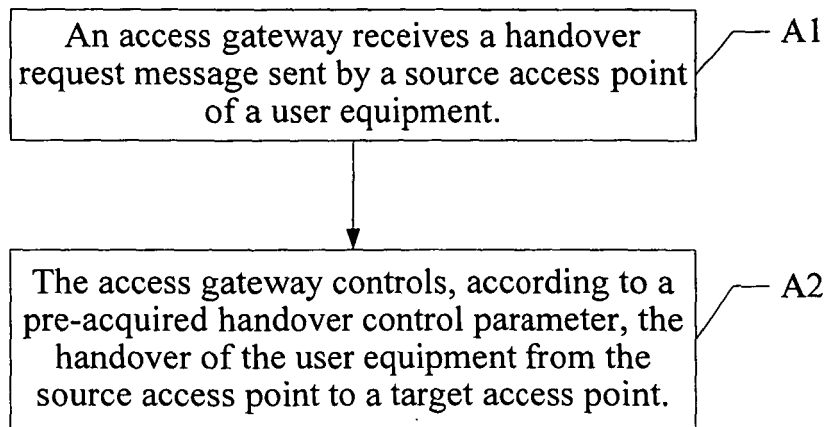 An access gateway receives a handover
request message sent by a source access point
of a user equipment.
A1
The access gateway controls, according to a
pre-acquired handover control parameter, the
handover of the user equipment from the
source access point to a target access point.
A2